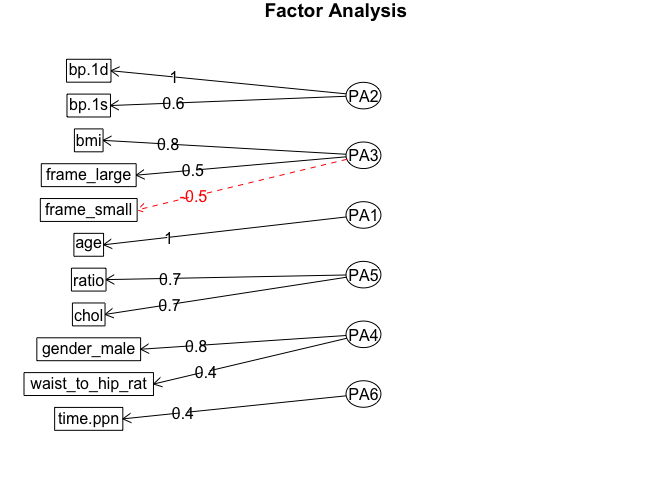 Factor Analysis
bp.1d
1
PA2
bp.1s
0.6
bmi
0.8
PA3
frame_large
0.5
frame_small
-0.5
PA1
age
1
ratio
0.7
PA5
chol
0.7
gender_male
0.8
PA4
waist_to_hip_rat
0.4
time.ppn
0.4
PA6